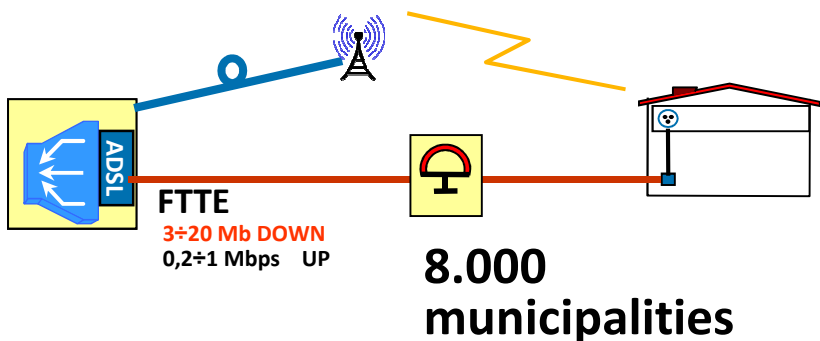 ADSL
FTTE
3÷20 Mb DOWN
0,2÷1 Mbps UP
8.000
municipalities